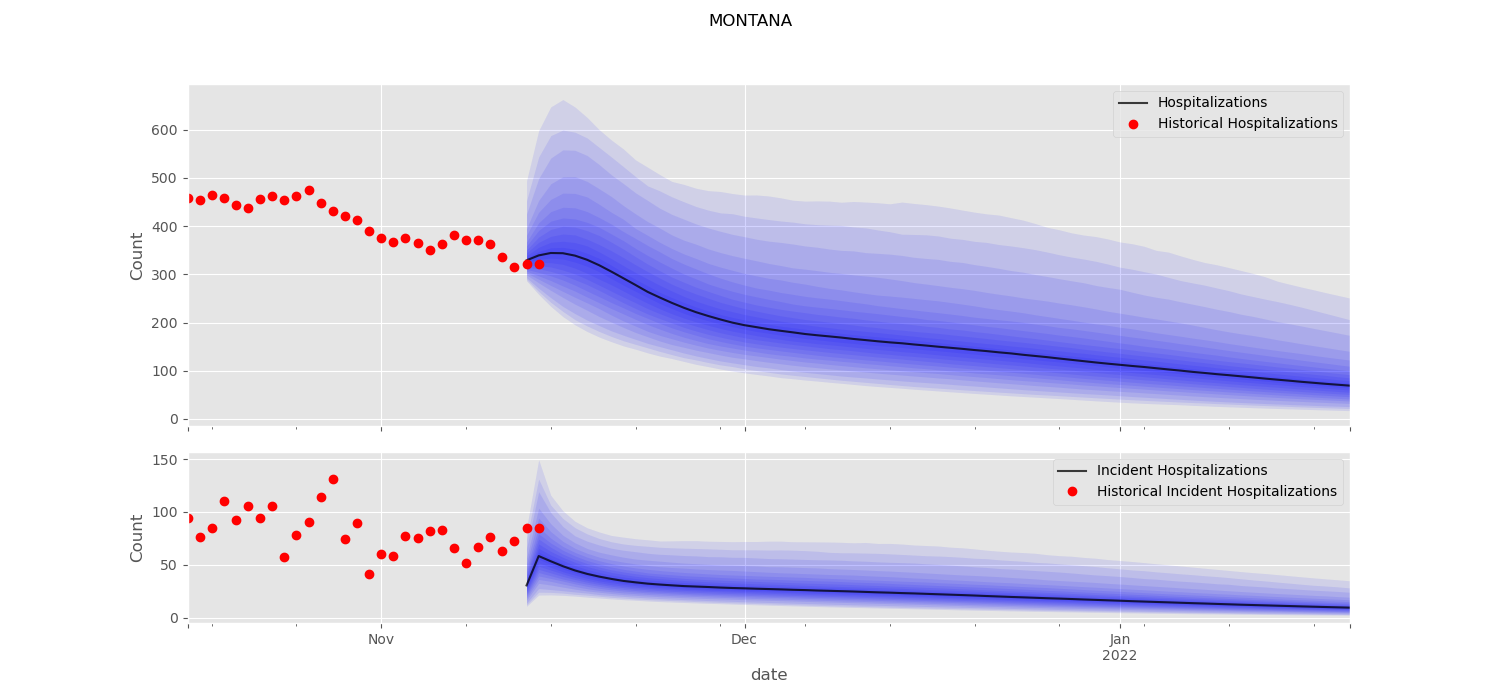 MONTANA
Hospitalizations
Historical Hospitalizations
600
500
400
300
200
100
0
Count
Incident Hospitalizations
Historical Incident Hospitalizations
150
100
50
0
Count
Nov
Dec
Jan
2022
date